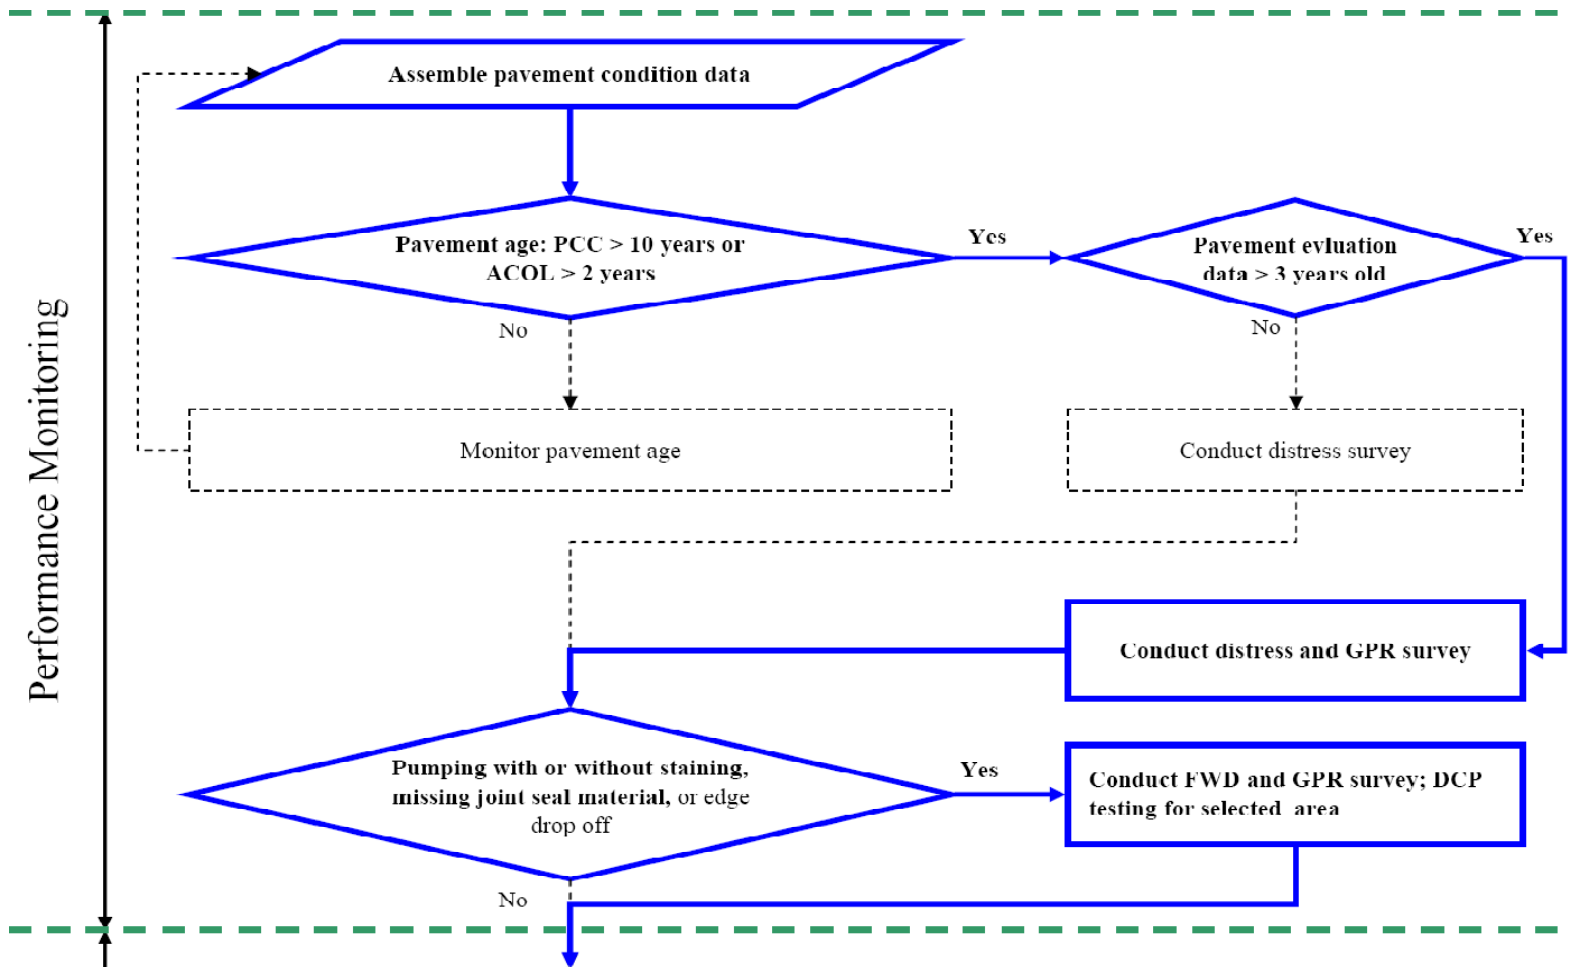 Performance Monitoring
Assemble pavement condition data
Pavement age: PCC > 10 years or
ACOL > 2 years
Yes
Pavement evluation
data > 3 years old
Yes
No
No
Monitor pavement age
Conduct distress survey
Conduct distress and GPR survey
Pumping with or without staining,
missing joint seal material, or edge
drop off
Yes
Conduct FWD and GPR survey; DCP
testing for selected area
No